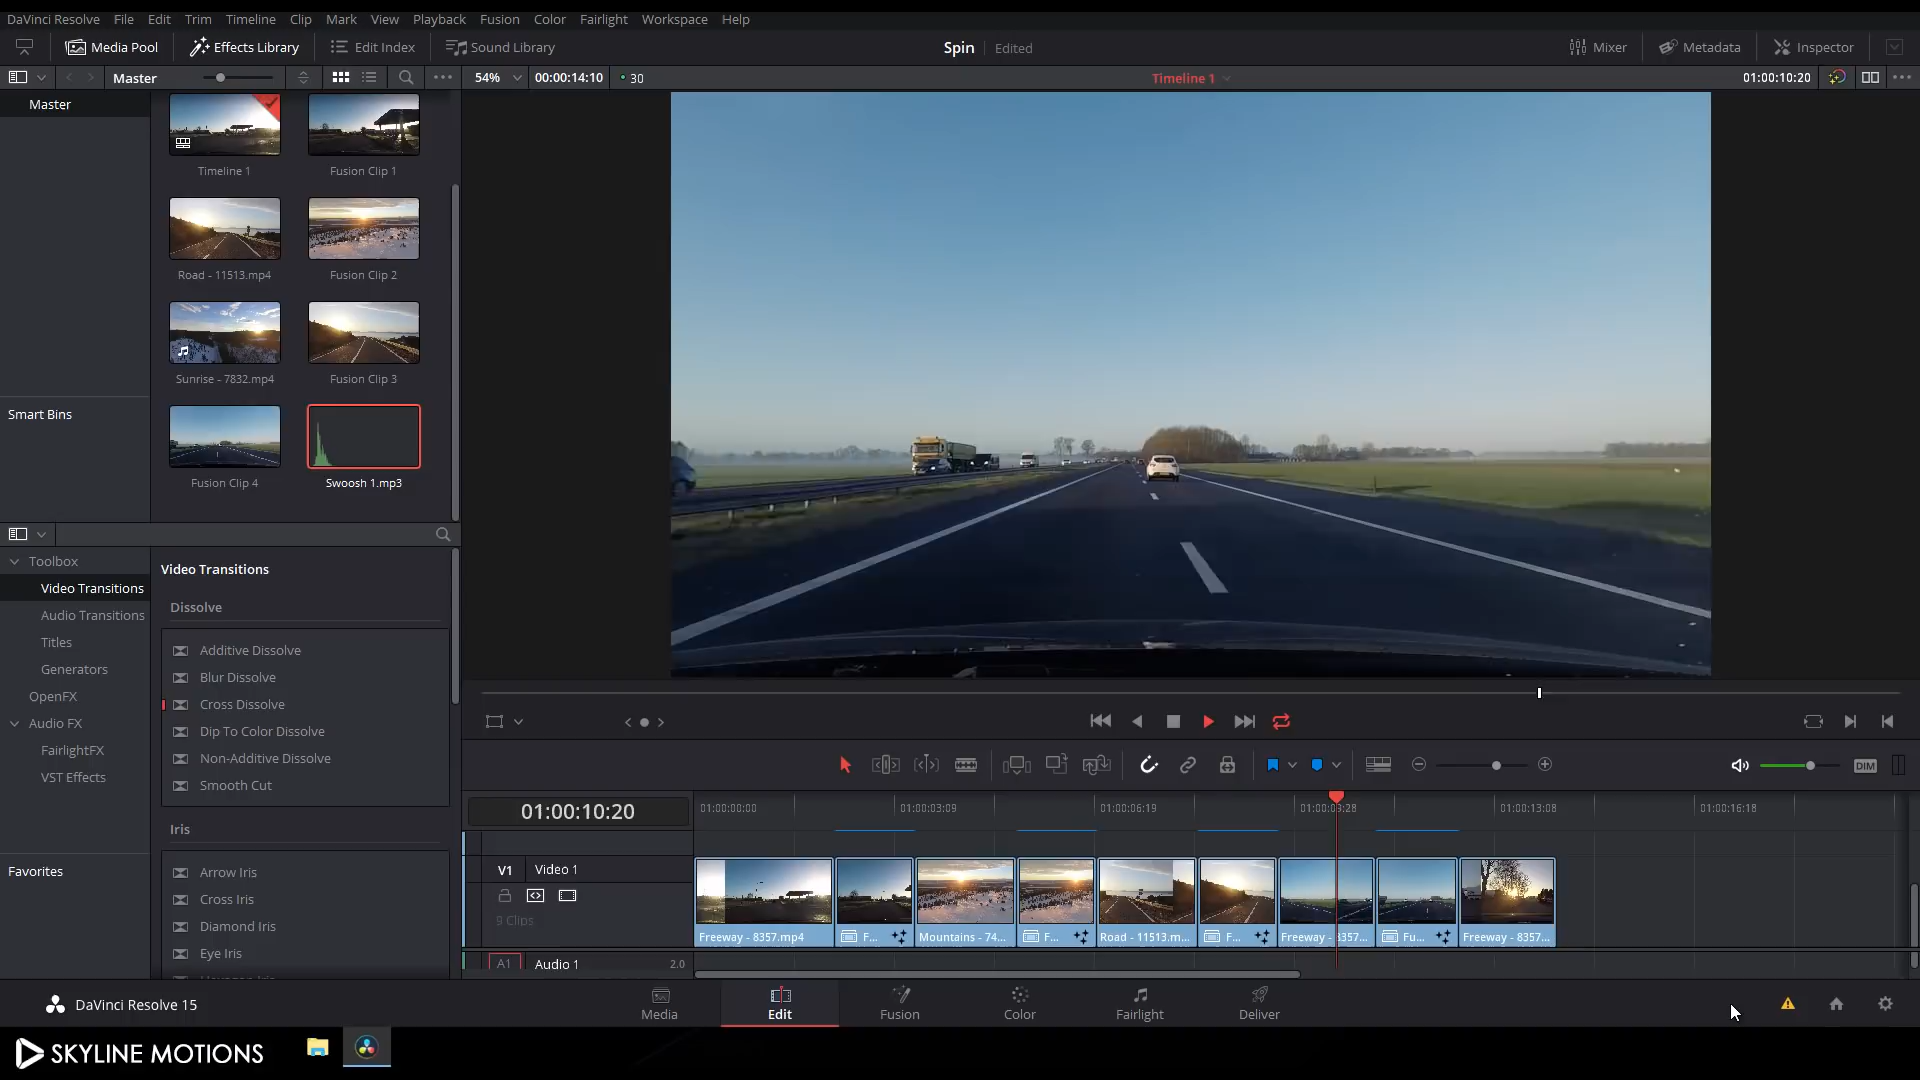 DaVinci Resolve File Edit Trim Timeline Clip Mark View Playback Fusion Color Fairlight Workspace Help
Media Pool Effects Library Edit Index Sound Library Spin Edited Mixer Metadata Inspector
Master 54% 00:00:14:10 30 Timeline 1 01:00:10:20
Master
Timeline 1 Fusion Clip 1
Road - 11513.mp4 Fusion Clip 2
Sunrise - 7832.mp4 Fusion Clip 3
Smart Bins
Fusion Clip 4 Swoosh 1.mp3
Toolbox
Video Transitions
Audio Transitions
Titles
Generators
OpenFX
Audio FX
FairlightFX
VST Effects
Favorites
Video Transitions
Dissolve
Additive Dissolve
Blur Dissolve
Cross Dissolve
Dip To Color Dissolve
Non-Additive Dissolve
Smooth Cut
Iris
Arrow Iris
Cross Iris
Diamond Iris
Eye Iris
DIM
01:00:10:20 01:00:00:00 01:00:03:09 01:00:06:19 01:00:09:28 01:00:13:08 01:00:16:18
V1 Video 1
9 Clips
Freeway - 8357.mp4 F... Mountains - 74... F... Road - 11513.m... F... Freeway - 8357... Fu... Freeway - 8357...
A1 Audio 1 2.0
DaVinci Resolve 15
Media Edit Fusion Color Fairlight Deliver
SKYLINE MOTIONS